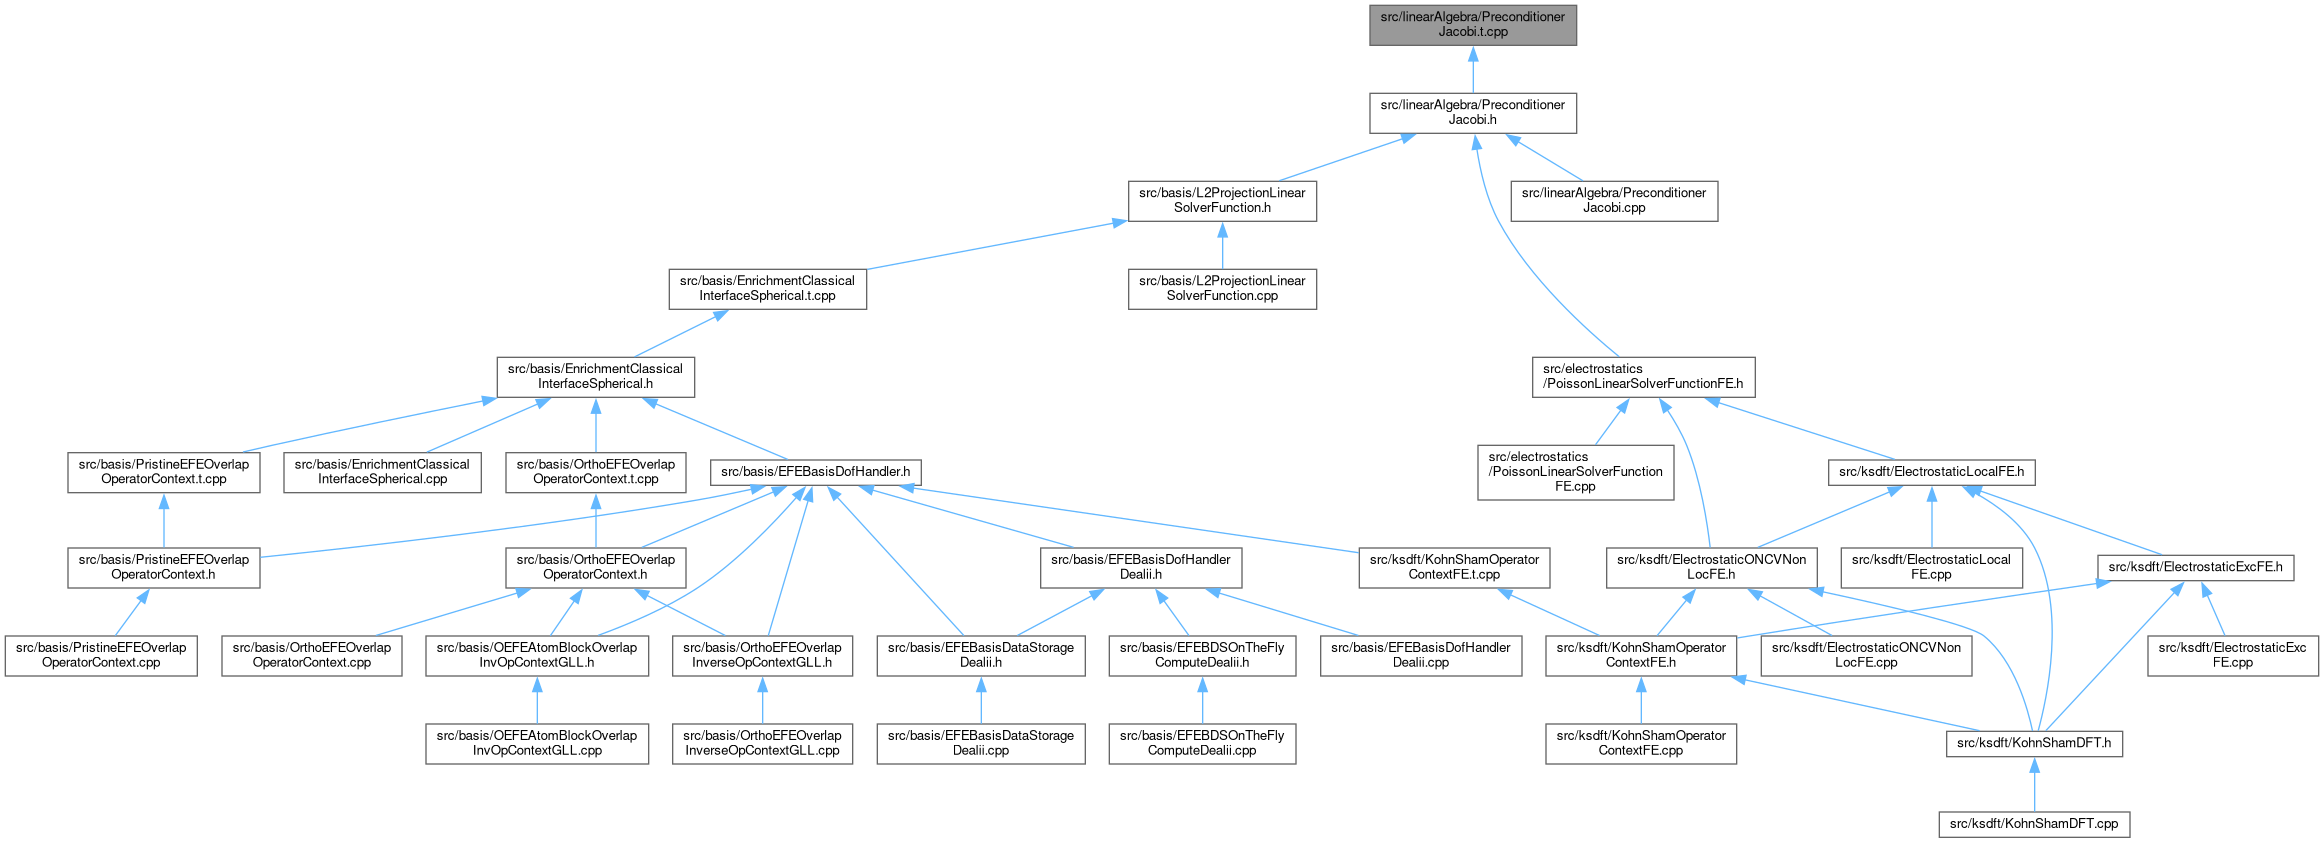 src/linearAlgebra/Preconditioner
Jacobi.t.cpp
src/linearAlgebra/Preconditioner
Jacobi.h
src/basis/L2ProjectionLinear
SolverFunction.h
src/linearAlgebra/Preconditioner
Jacobi.cpp
src/basis/EnrichmentClassical
InterfaceSpherical.t.cpp
src/basis/L2ProjectionLinear
SolverFunction.cpp
src/basis/EnrichmentClassical
InterfaceSpherical.h
src/electrostatics
/PoissonLinearSolverFunctionFE.h
src/basis/PristineEFEOverlap
OperatorContext.t.cpp
src/basis/EnrichmentClassical
InterfaceSpherical.cpp
src/basis/OrthoEFEOverlap
OperatorContext.t.cpp
src/basis/EFEBasisDofHandler.h
src/electrostatics
/PoissonLinearSolverFunction
FE.cpp
src/ksdft/ElectrostaticLocalFE.h
src/basis/PristineEFEOverlap
OperatorContext.h
src/basis/OrthoEFEOverlap
OperatorContext.h
src/basis/EFEBasisDofHandler
Dealii.h
src/ksdft/KohnShamOperator
ContextFE.t.cpp
src/ksdft/ElectrostaticONCVNon
LocFE.h
src/ksdft/ElectrostaticLocal
FE.cpp
src/ksdft/ElectrostaticExcFE.h
src/basis/PristineEFEOverlap
OperatorContext.cpp
src/basis/OrthoEFEOverlap
OperatorContext.cpp
src/basis/OEFEAtomBlockOverlap
InvOpContextGLL.h
src/basis/OrthoEFEOverlap
InverseOpContextGLL.h
src/basis/EFEBasisDataStorage
Dealii.h
src/basis/EFEBDSOnTheFly
ComputeDealii.h
src/basis/EFEBasisDofHandler
Dealii.cpp
src/ksdft/KohnShamOperator
ContextFE.h
src/ksdft/ElectrostaticONCVNon
LocFE.cpp
src/ksdft/ElectrostaticExc
FE.cpp
src/basis/OEFEAtomBlockOverlap
InvOpContextGLL.cpp
src/basis/OrthoEFEOverlap
InverseOpContextGLL.cpp
src/basis/EFEBasisDataStorage
Dealii.cpp
src/basis/EFEBDSOnTheFly
ComputeDealii.cpp
src/ksdft/KohnShamOperator
ContextFE.cpp
src/ksdft/KohnShamDFT.h
src/ksdft/KohnShamDFT.cpp